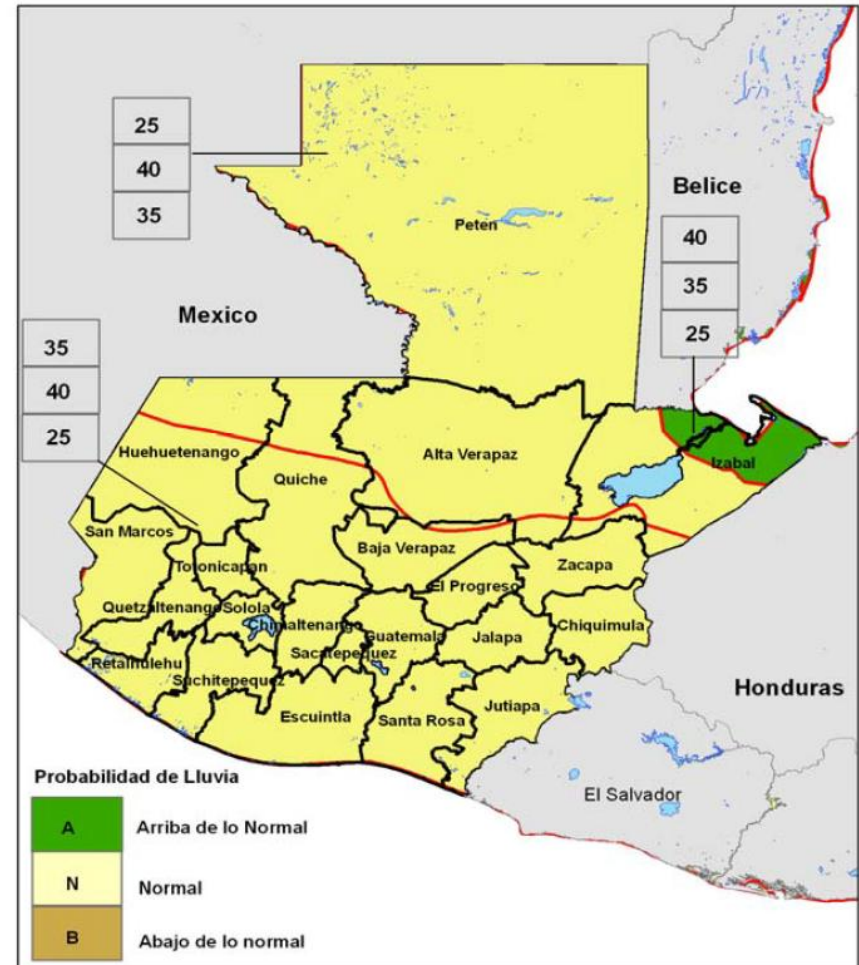 25
40
35
Belice
Peten
40
35
25
Mexico
35
40
25
Huehuetenango
Quiche
Alta Verapaz
Izabal
San Marcos
Totonicapan
Baja Verapaz
El Progreso
Zacapa
Quetzaltenango
Solola
Chimaltenango
Guatemala
Jalapa
Chiquimula
Sacatepequez
Retalhulehu
Suchitepequez
Escuintla
Santa Rosa
Jutiapa
Honduras
El Salvador
Probabilidad de Lluvia
A Arriba de lo Normal
N Normal
B Abajo de lo normal